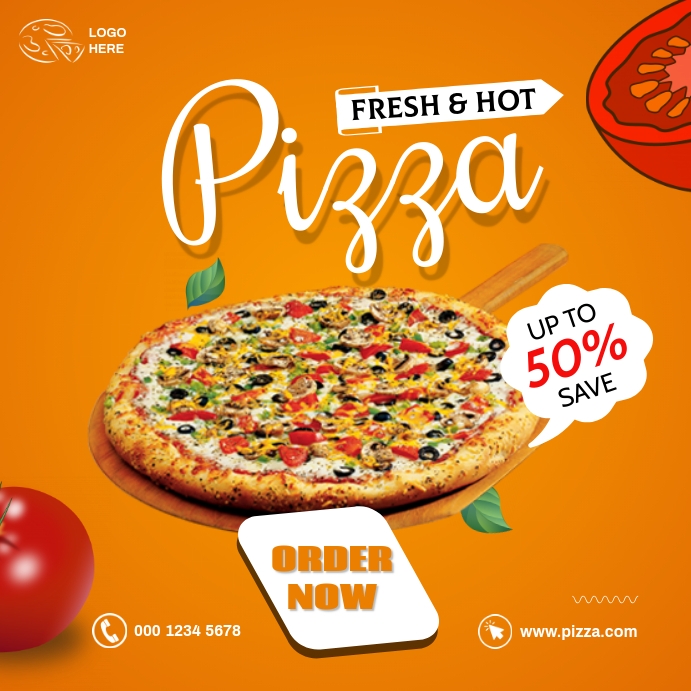 LOGO
HERE
FRESH & HOT
Pizza
UP TO
50%
SAVE
ORDER
NOW
000 1234 5678
www.pizza.com